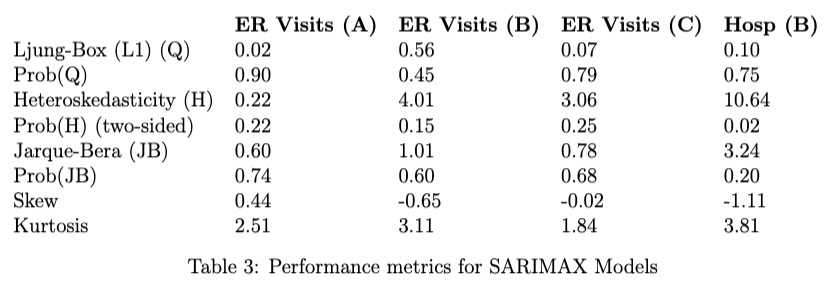 ER Visits (A) ER Visits (B) ER Visits (C) Hosp (B)
Ljung-Box (L1) (Q) 0.02 0.56 0.07 0.10
Prob(Q) 0.90 0.45 0.79 0.75
Heteroskedasticity (H) 0.22 4.01 3.06 10.64
Prob(H) (two-sided) 0.22 0.15 0.25 0.02
Jarque-Bera (JB) 0.60 1.01 0.78 3.24
Prob(JB) 0.74 0.60 0.68 0.20
Skew 0.44 -0.65 -0.02 -1.11
Kurtosis 2.51 3.11 1.84 3.81
Table 3: Performance metrics for SARIMAX Models